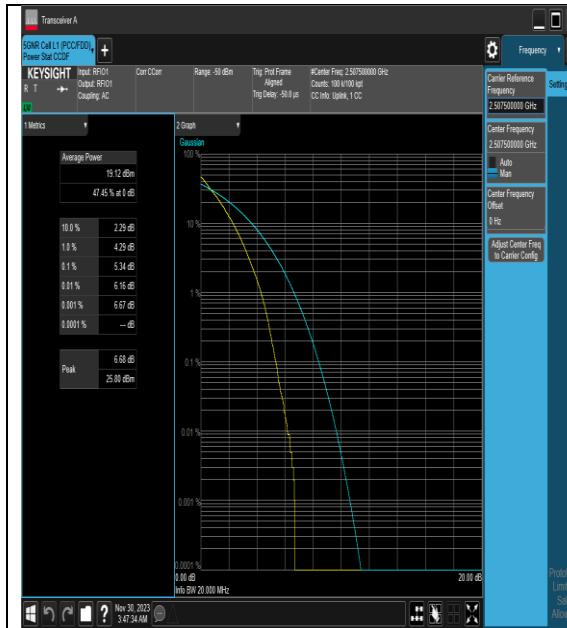 Transceiver A
5GNR Cell L1 (PCC/FDD),
Power Stat CCDF
Frequency
KEYSIGHT
R T
Input: RFIO1
Output: RFIO1
Coupling: AC
Corr CCorr
Range: -50 dBm
Trig: Prot Frame
Aligned
Trig Delay: -50.0 µs
#Center Freq: 2.507500000 GHz
Counts: 100 k/100 kpt
CC Info: Uplink, 1 CC
Carrier Reference
Frequency
2.507500000 GHz
Setting
Center Frequency
2.507500000 GHz
Auto
Man
Center Frequency
Offset
0 Hz
Adjust Center Freq
to Carrier Config
1 Metrics
Average Power
19.12 dBm
47.45 % at 0 dB
10.0 % 2.29 dB
1.0 % 4.29 dB
0.1 % 5.34 dB
0.01 % 6.16 dB
0.001 % 6.67 dB
0.0001 % --- dB
Peak
6.68 dB
25.80 dBm
2 Graph
Gaussian
100 %
10 %
1 %
0.1 %
0.01 %
0.001 %
0.0001 %
0.00 dB
20.00 dB
Info BW 20.000 MHz
Nov 30, 2023
3:47:34 AM